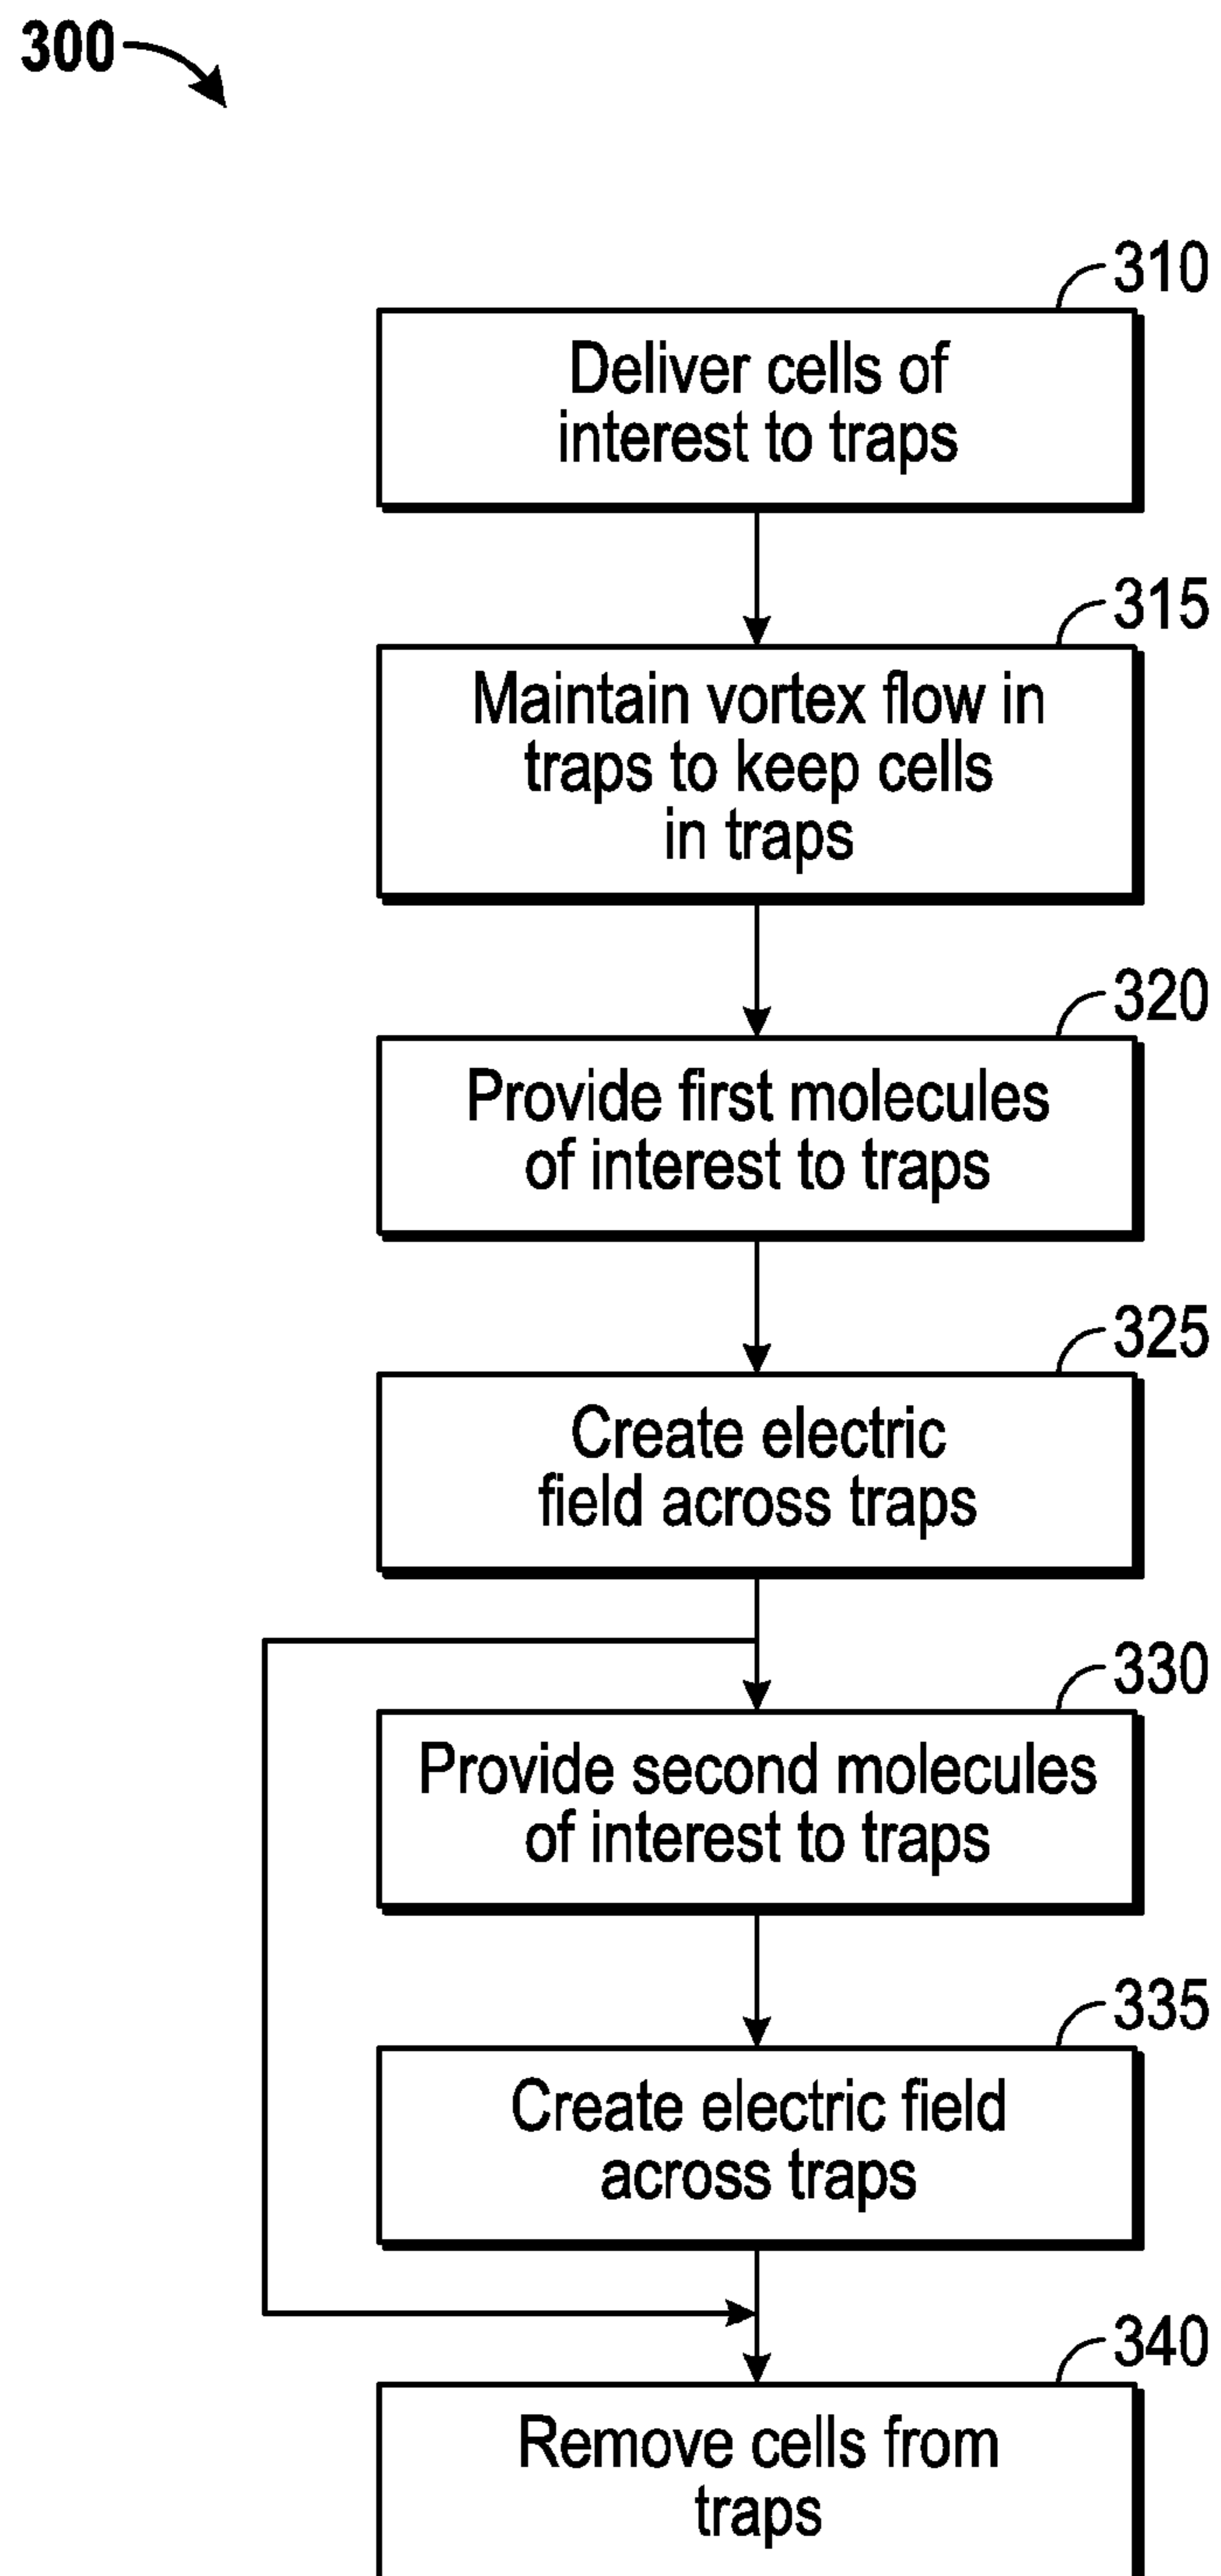 300
310
Deliver cells of
interest to traps
315
Maintain vortex flow in
traps to keep cells
in traps
320
Provide first molecules
of interest to traps
325
Create electric
field across traps
330
Provide second molecules
of interest to traps
335
Create electric field
across traps
340
Remove cells from
traps